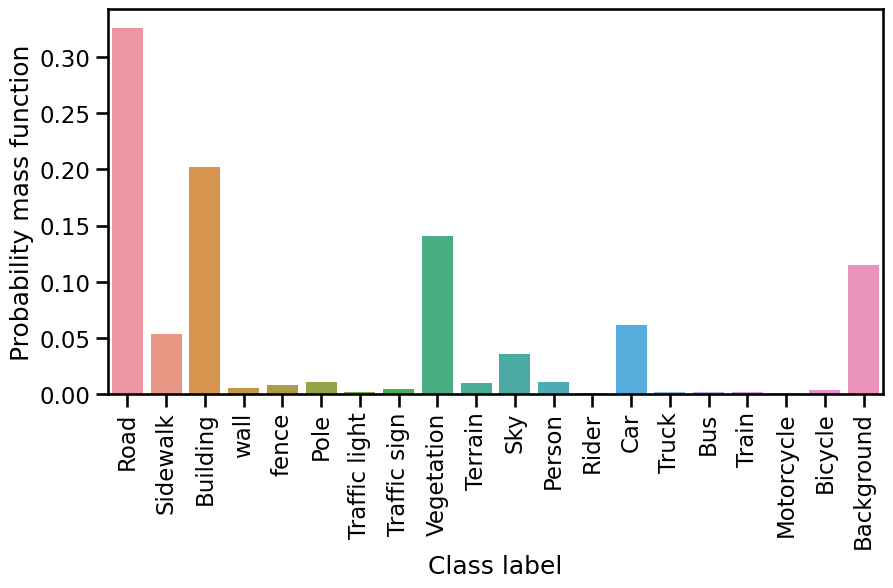 Probability mass function
0.30
0.25
0.20
0.15
0.10
0.05
0.00
Road
Sidewalk
Building
wall
fence
Pole
Traffic light
Traffic sign
Vegetation
Terrain
Sky
Person
Rider
Car
Truck
Bus
Train
Motorcycle
Bicycle
Background
Class label